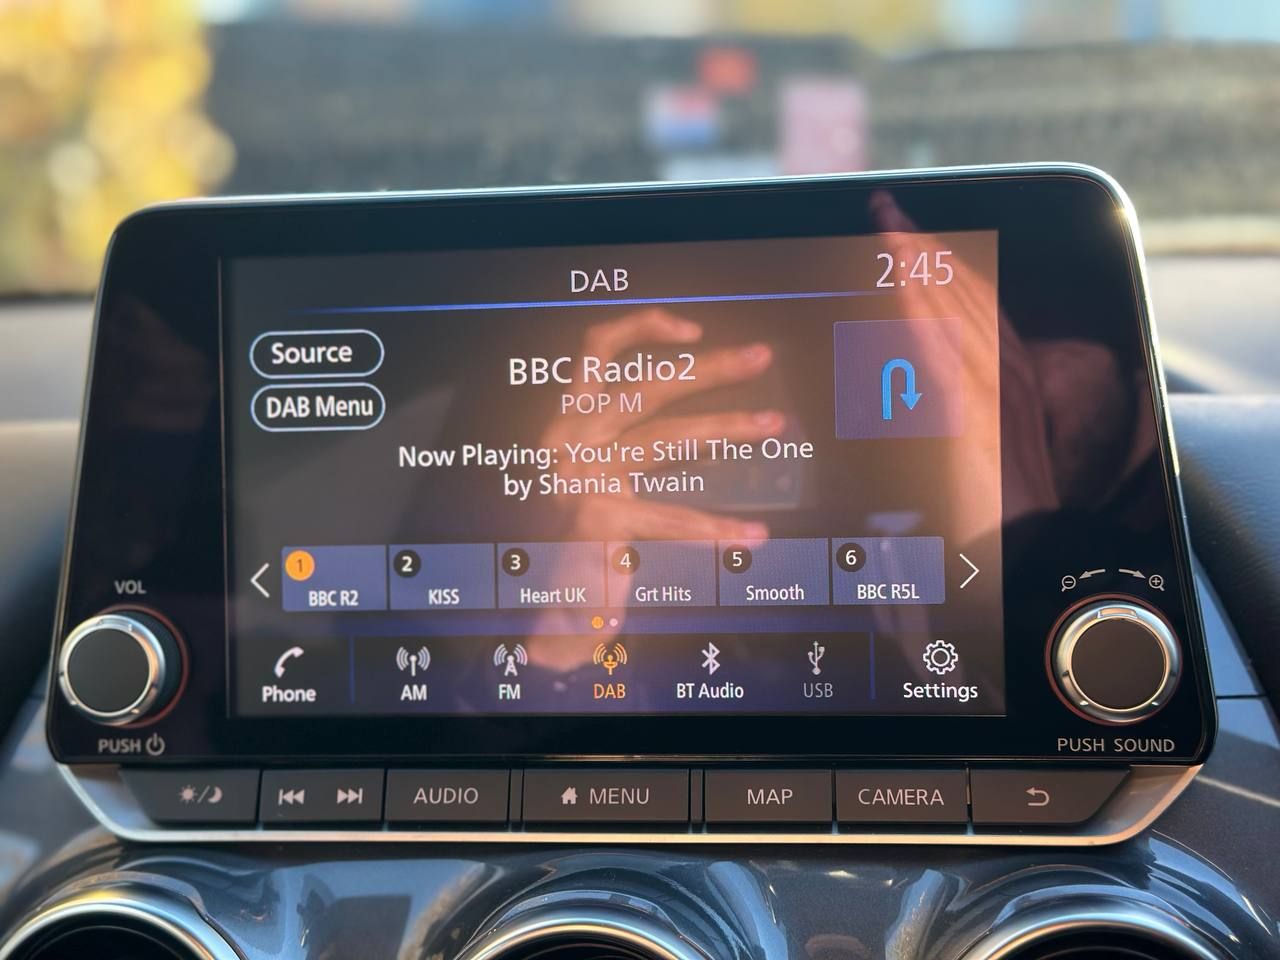 DAB
2:45
Source
DAB Menu
BBC Radio2
POP M
Now Playing: You're Still The One
by Shania Twain
1
BBC R2
2
KISS
3
Heart UK
4
Grt Hits
5
Smooth
6
BBC R5L
Phone
AM
FM
DAB
BT Audio
USB
Settings
VOL
PUSH
PUSH SOUND
AUDIO
MENU
MAP
CAMERA